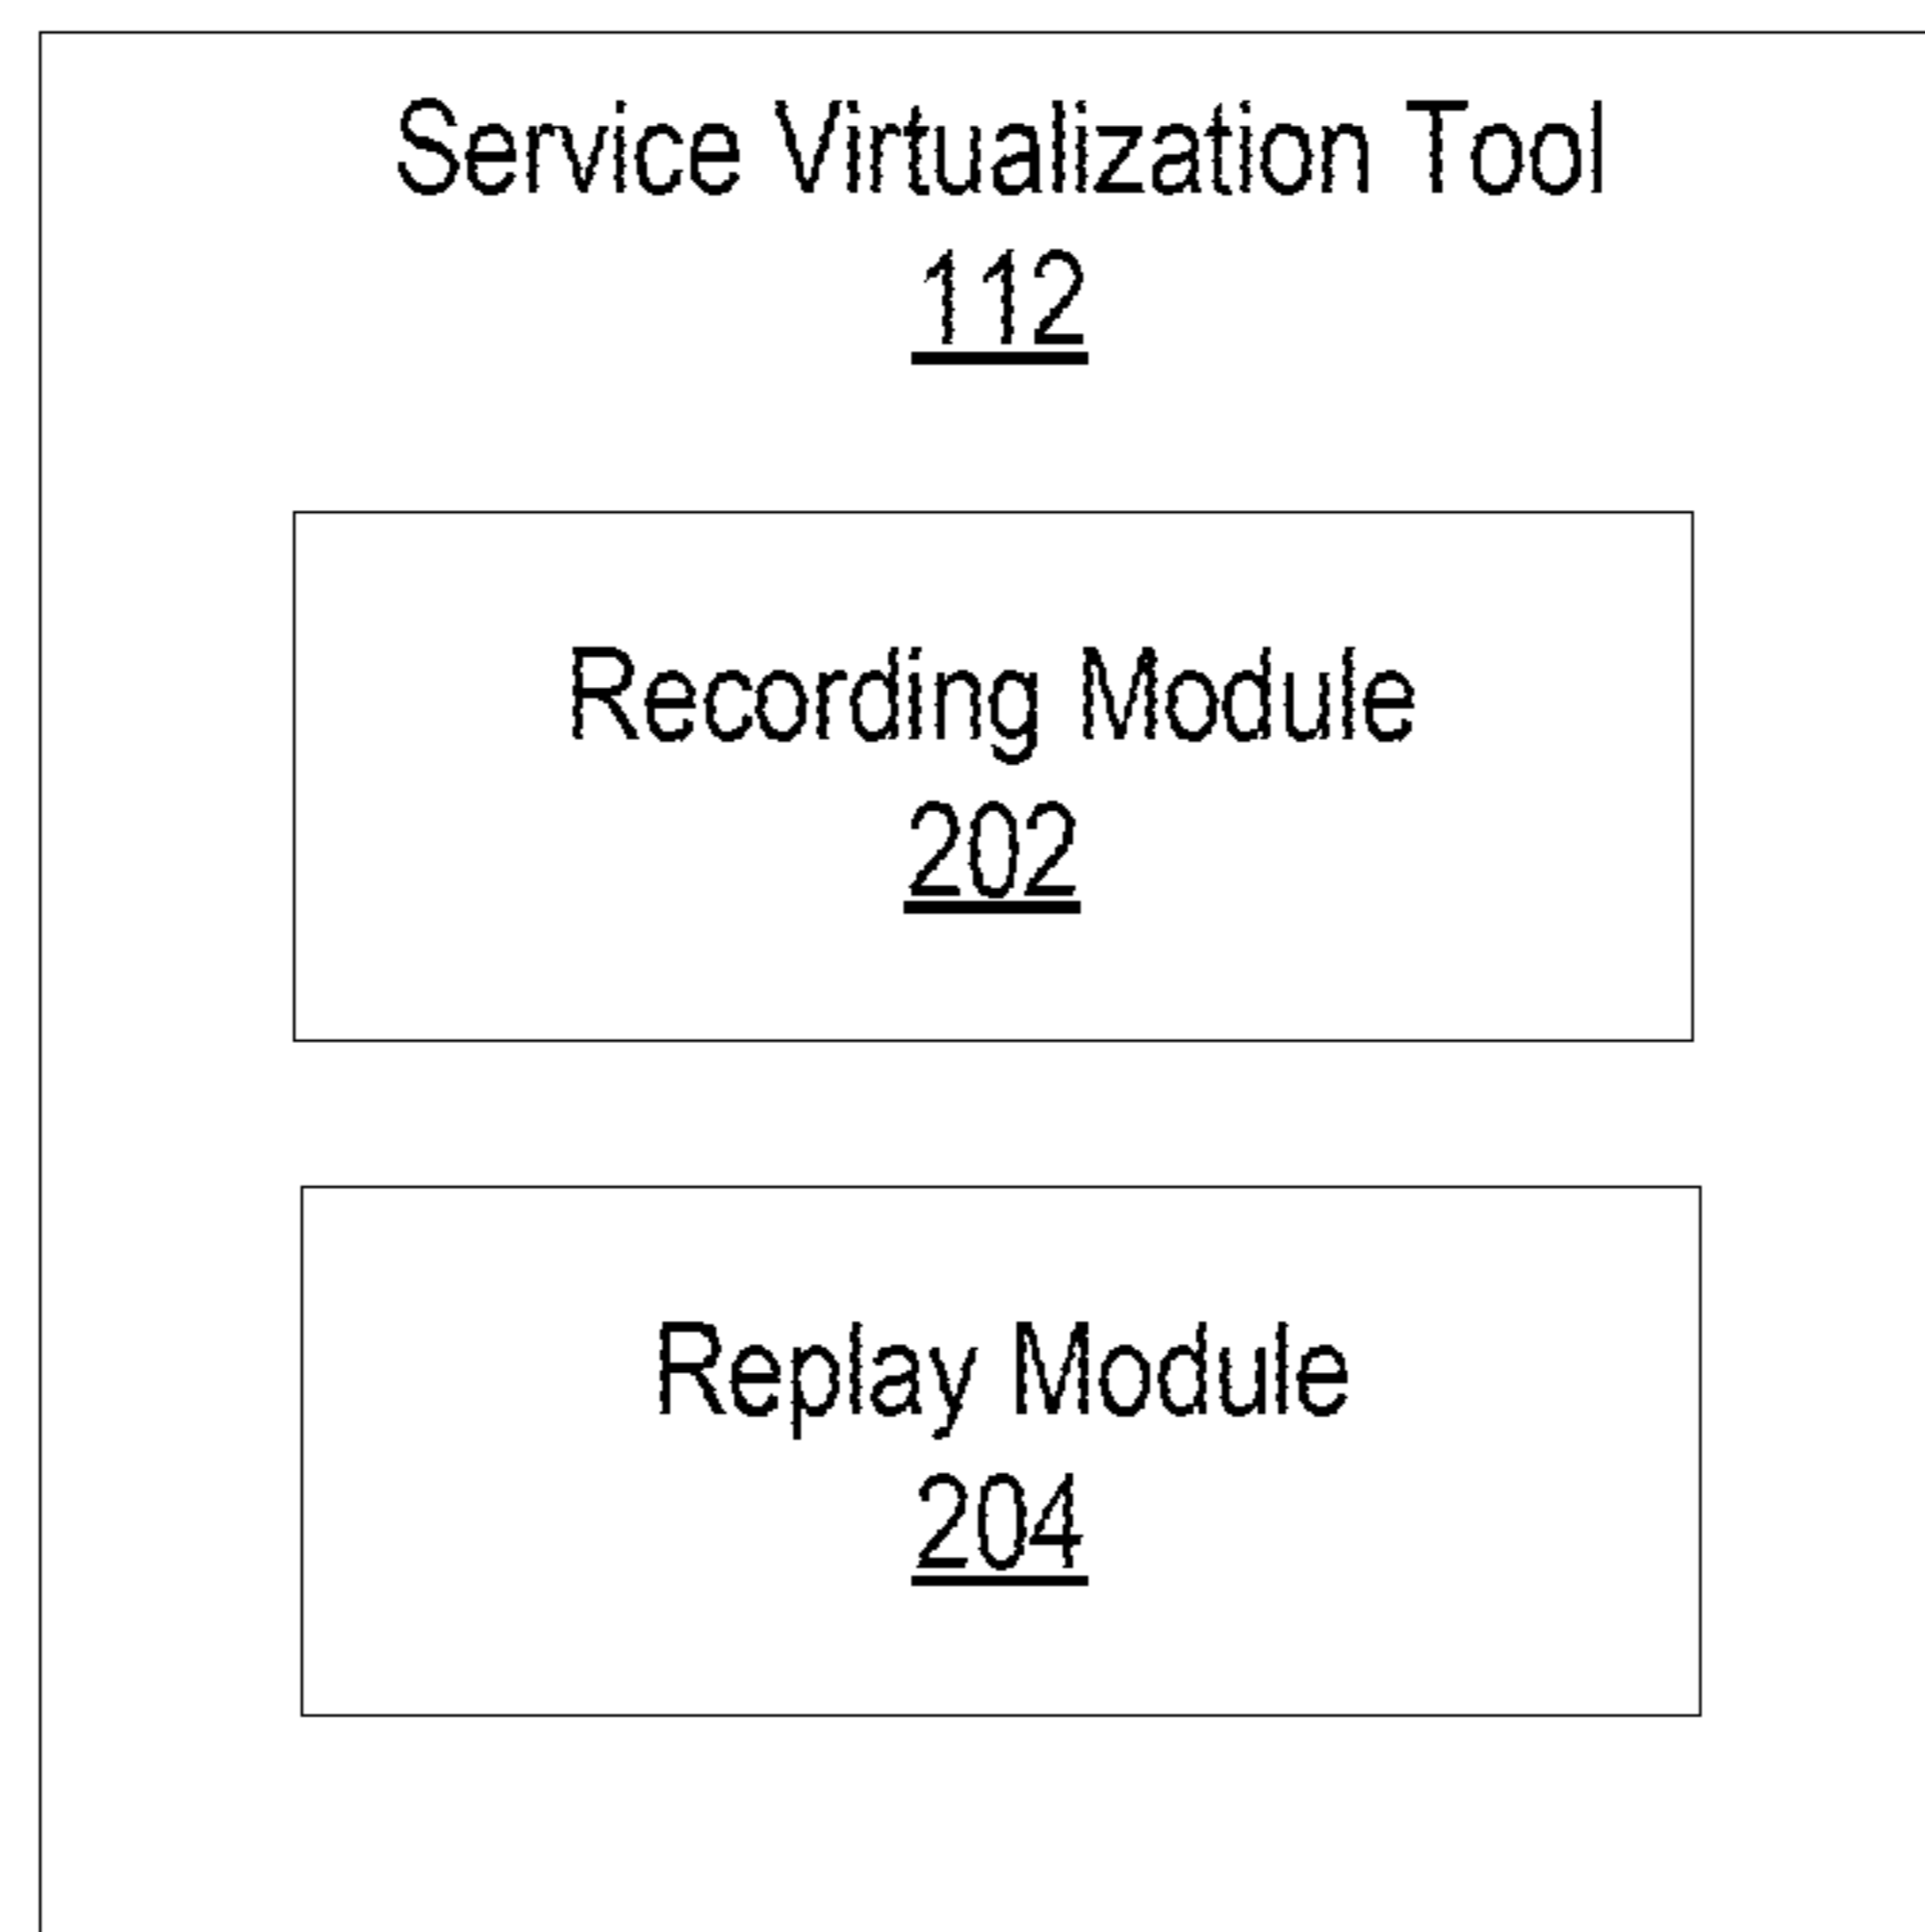 Service Virtualization Tool
112
Recording Module
202
Replay Module
204